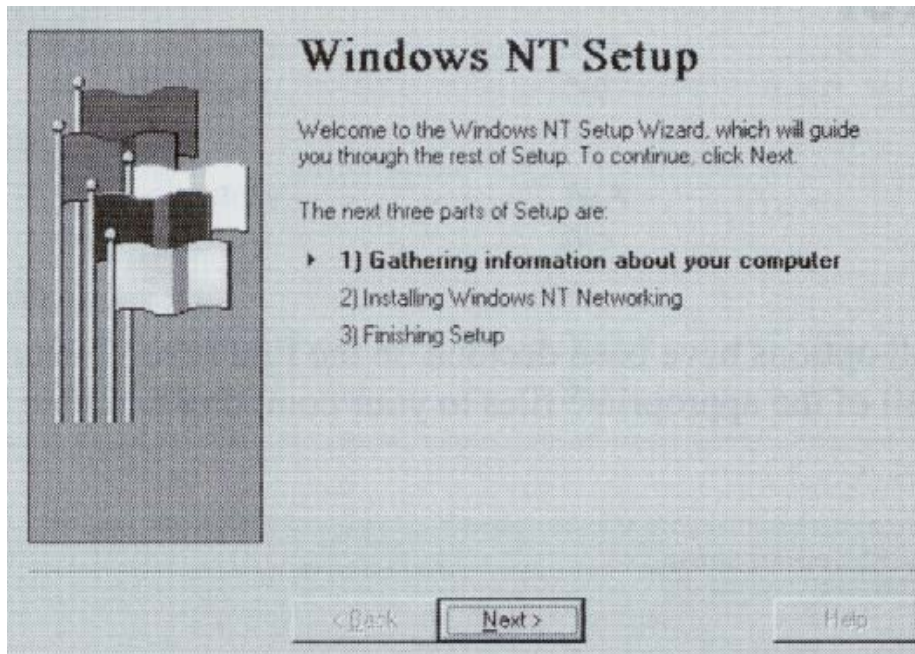 Windows NT Setup
Welcome to the Windows NT Setup Wizard, which will guide
you through the rest of Setup. To continue, click Next.
The next three parts of Setup are:
1) Gathering information about your computer
2) Installing Windows NT Networking
3) Finishing Setup
< Back
Next >
Help